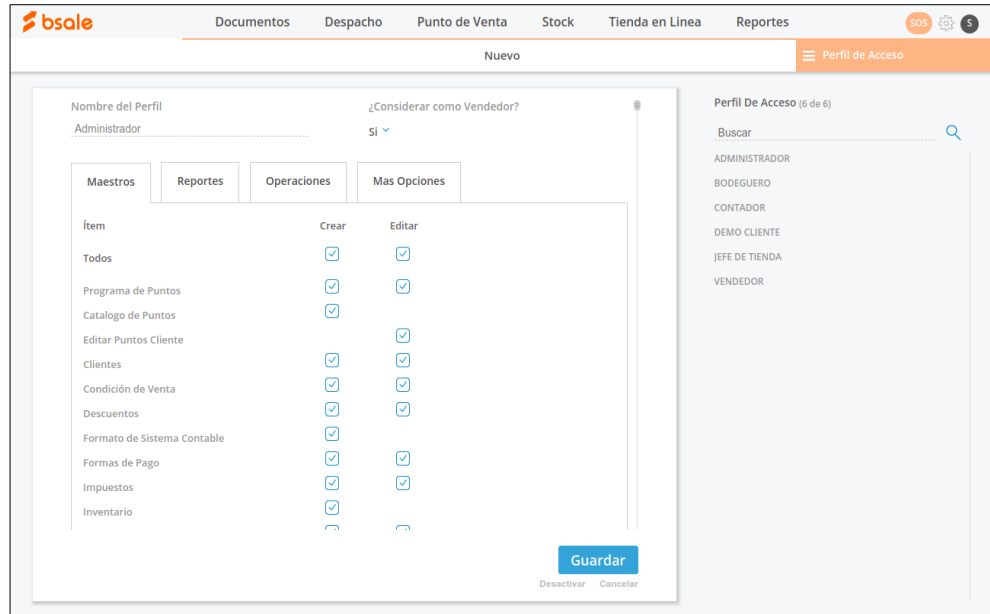 bsale Documentos Despacho Punto de Venta Stock Tienda en Linea Reportes SOS S
Nuevo Perfil de Acceso
Nombre del Perfil ¿Considerar como Vendedor?
Administrador Si
Maestros Reportes Operaciones Mas Opciones
Ítem Crear Editar
Todos
Programa de Puntos
Catalogo de Puntos
Editar Puntos Cliente
Clientes
Condición de Venta
Descuentos
Formato de Sistema Contable
Formas de Pago
Impuestos
Inventario
Guardar
Desactivar Cancelar
Perfil De Acceso (6 de 6)
Buscar
ADMINISTRADOR
BODEGUERO
CONTADOR
DEMO CLIENTE
JEFE DE TIENDA
VENDEDOR